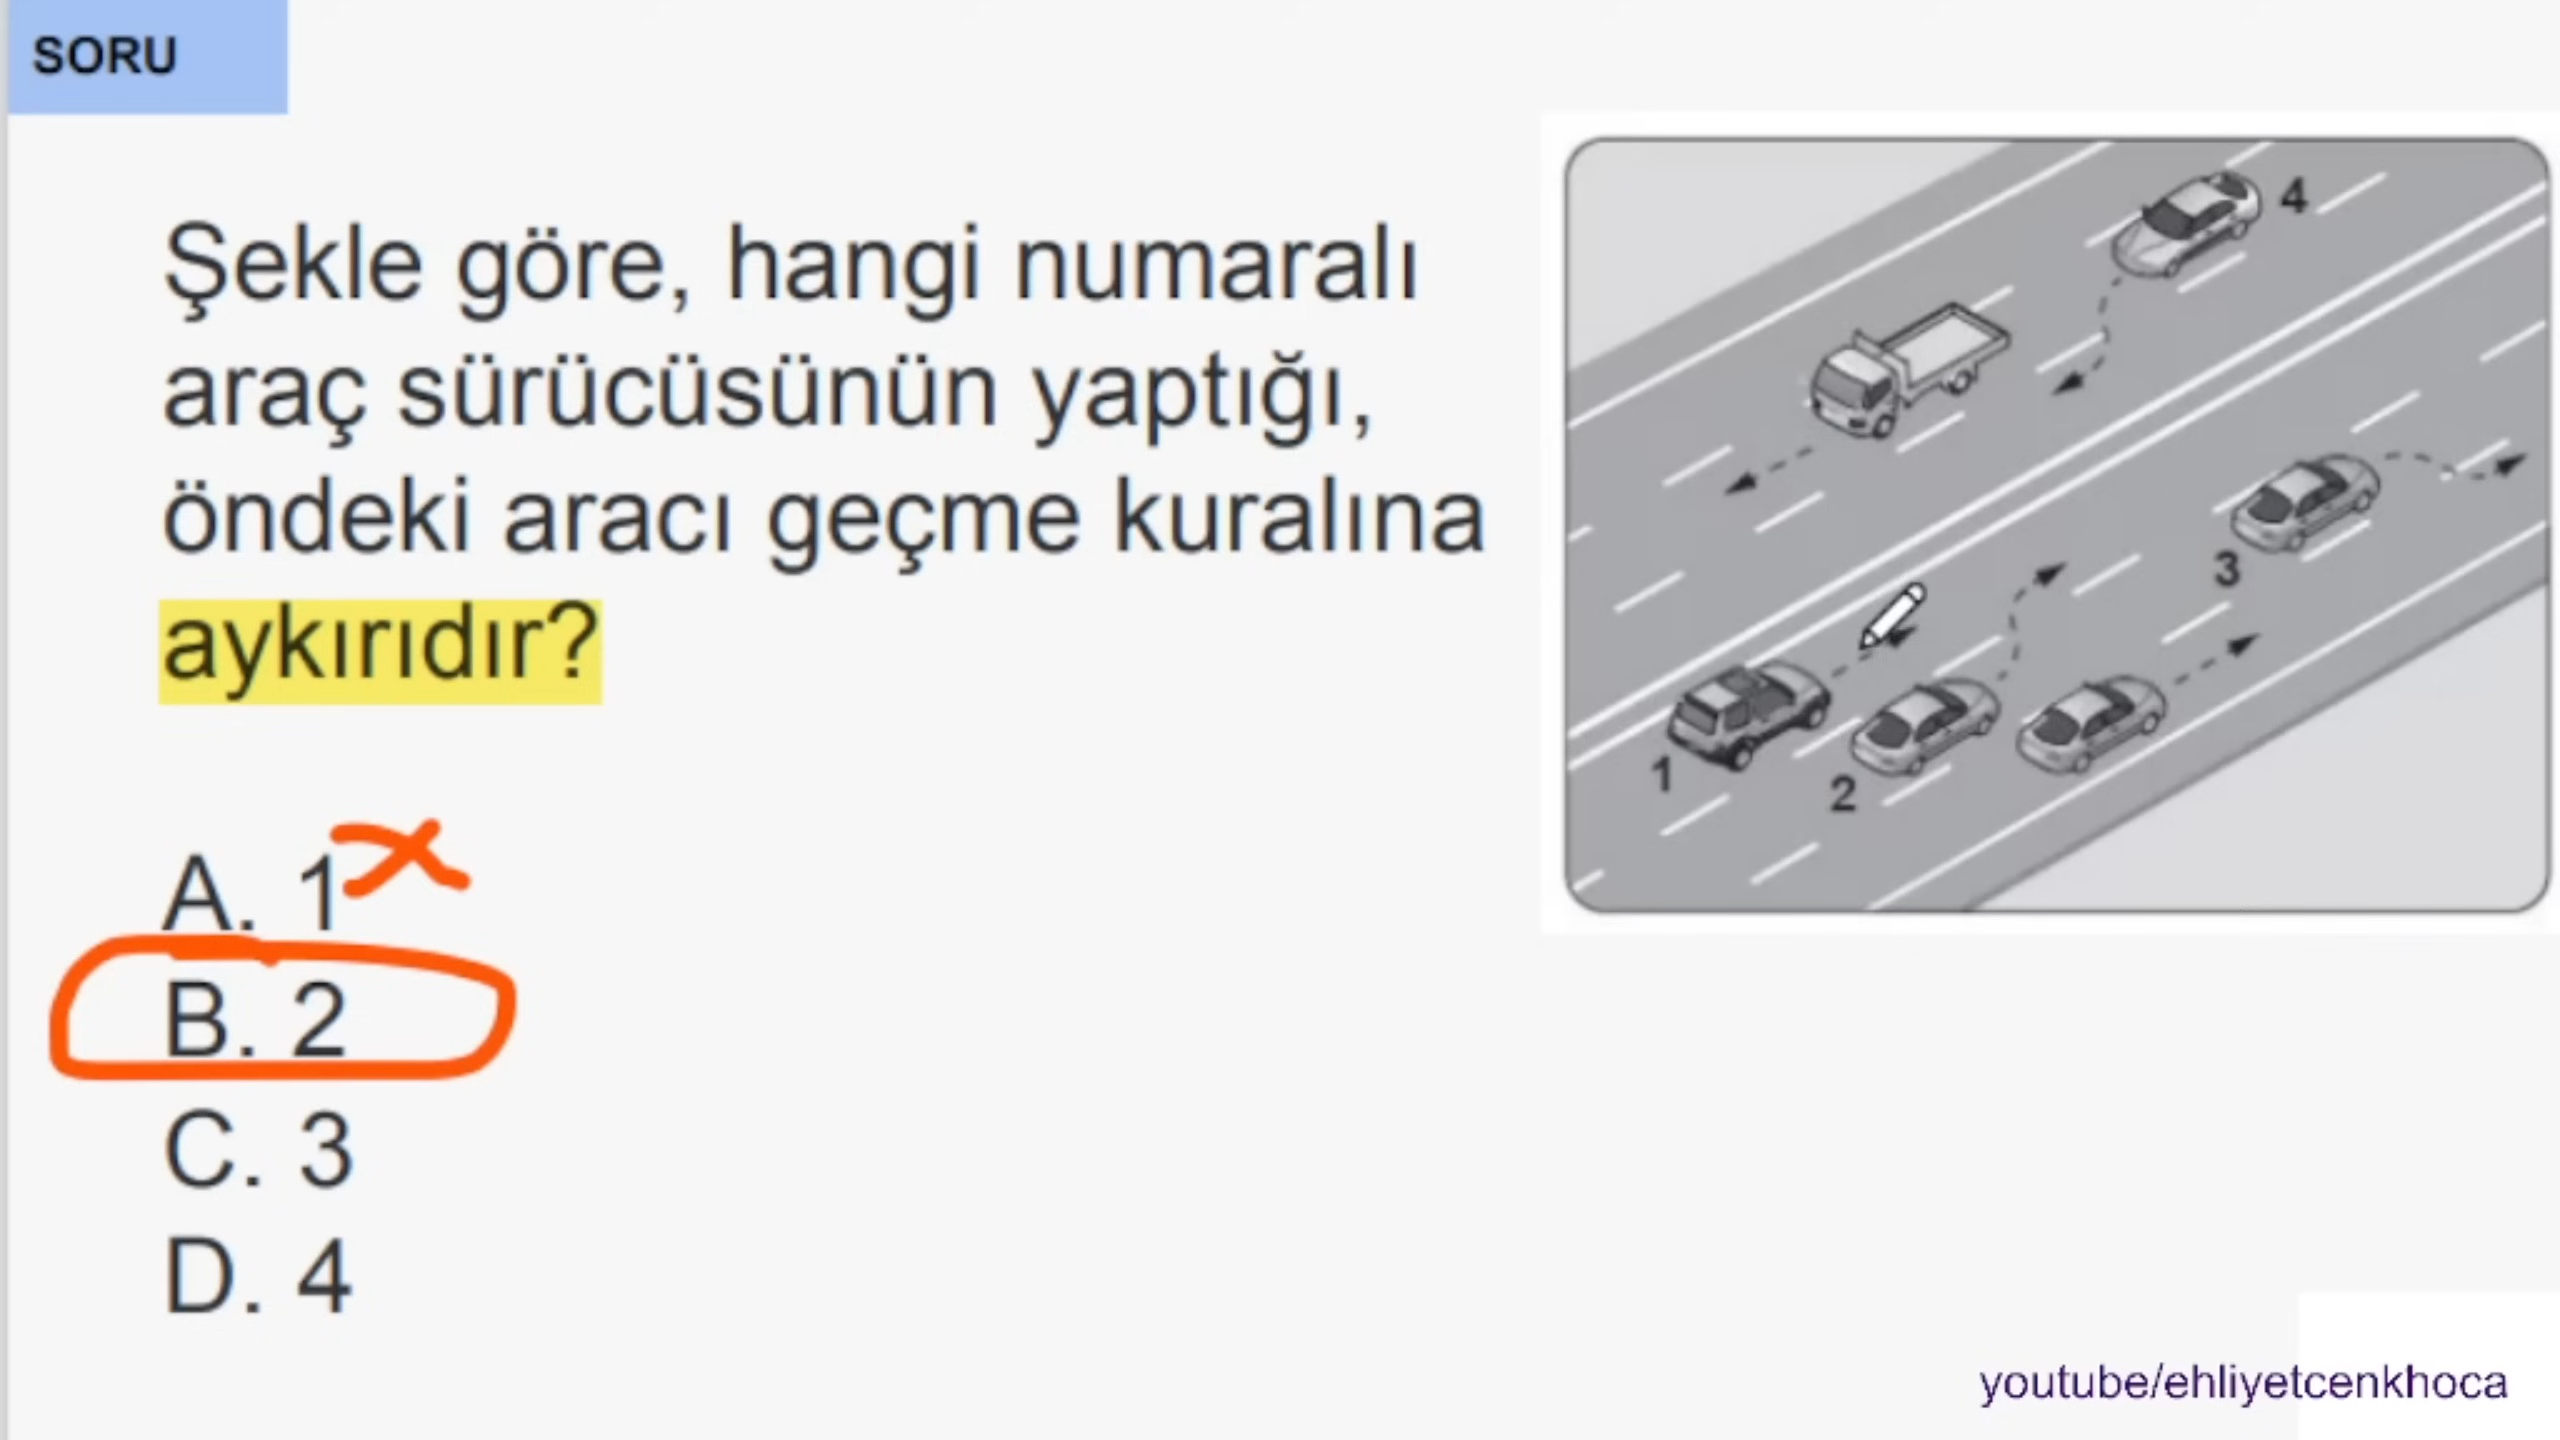 SORU
Şekle göre, hangi numaralı
araç sürücüsünün yaptığı,
öndeki aracı geçme kuralına
aykırıdır?
A. 1
B. 2
C. 3
D. 4
4
3
1
2
youtube/ehliyetcenkhoca